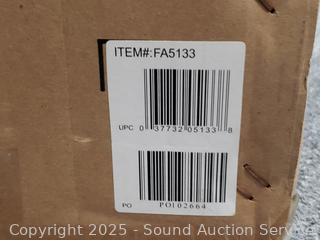 ITEM#:FA5133
UPC 0 37732 05133 8
PO PO102664
Copyright © 2025 - Sound Auction Service